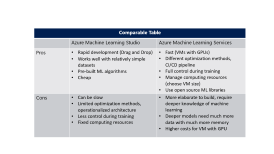 Comparable Table
Azure Machine Learning Studio
Azure Machine Learning Services
Pros
• Rapid development (Drag and Drop)
• Works well with relatively simple
datasets
• Pre-built ML algorithms
• Cheap
• Fast (VMs with GPUs)
• Different optimization methods,
CI/CD pipeline
• Full control during training
• Manage computing resources
(choose VM size)
• Use open source ML libraries
Cons
• Can be slow
• Limited optimization methods,
operationalized architecture
• Less control during training
• Fixed computing resources
• More elaborate to build, require
deeper knowledge of machine
learning
• Deeper models need much more
data with much more memory
• Higher costs for VM with GPU